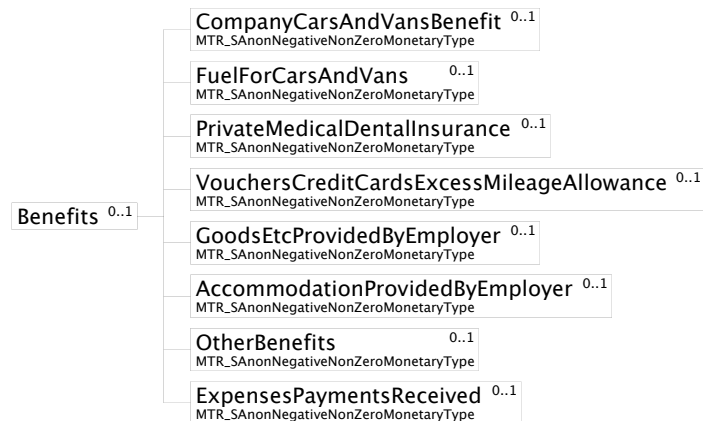 CompanyCarsAndVansBenefit 0..1
MTR_SAnonNegativeNonZeroMonetaryType
FuelForCarsAndVans 0..1
MTR_SAnonNegativeNonZeroMonetaryType
PrivateMedicalDentalInsurance 0..1
MTR_SAnonNegativeNonZeroMonetaryType
VouchersCreditCardsExcessMileageAllowance 0..1
MTR_SAnonNegativeNonZeroMonetaryType
Benefits 0..1
GoodsEtcProvidedByEmployer 0..1
MTR_SAnonNegativeNonZeroMonetaryType
AccommodationProvidedByEmployer 0..1
MTR_SAnonNegativeNonZeroMonetaryType
OtherBenefits 0..1
MTR_SAnonNegativeNonZeroMonetaryType
ExpensesPaymentsReceived 0..1
MTR_SAnonNegativeNonZeroMonetaryType